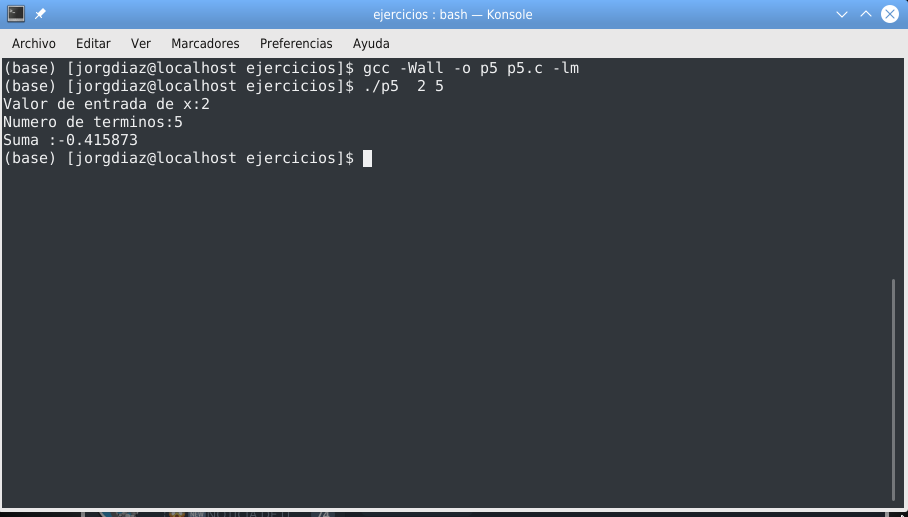 ejercicios : bash — Konsole
Archivo Editar Ver Marcadores Preferencias Ayuda
(base) [jorgdiaz@localhost ejercicios]$ gcc -Wall -o p5 p5.c -lm
(base) [jorgdiaz@localhost ejercicios]$ ./p5  2 5
Valor de entrada de x:2
Numero de terminos:5
Suma :-0.415873
(base) [jorgdiaz@localhost ejercicios]$